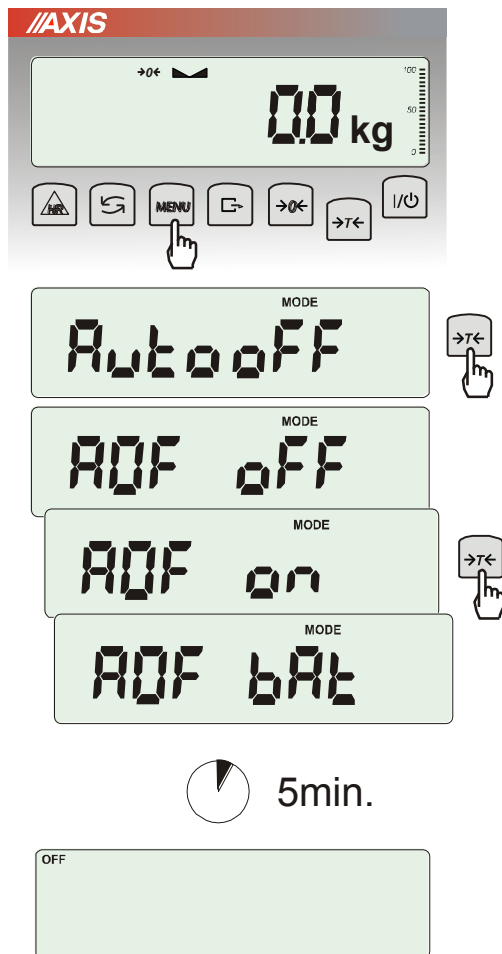 //AXIS
→0← 100
50
0.0 kg
0
HR MENU →0← →T← I/⏻
MODE
AutooFF
→T←
MODE
AOF oFF
MODE
AOF on
→T←
MODE
AOF bAt
5min.
OFF